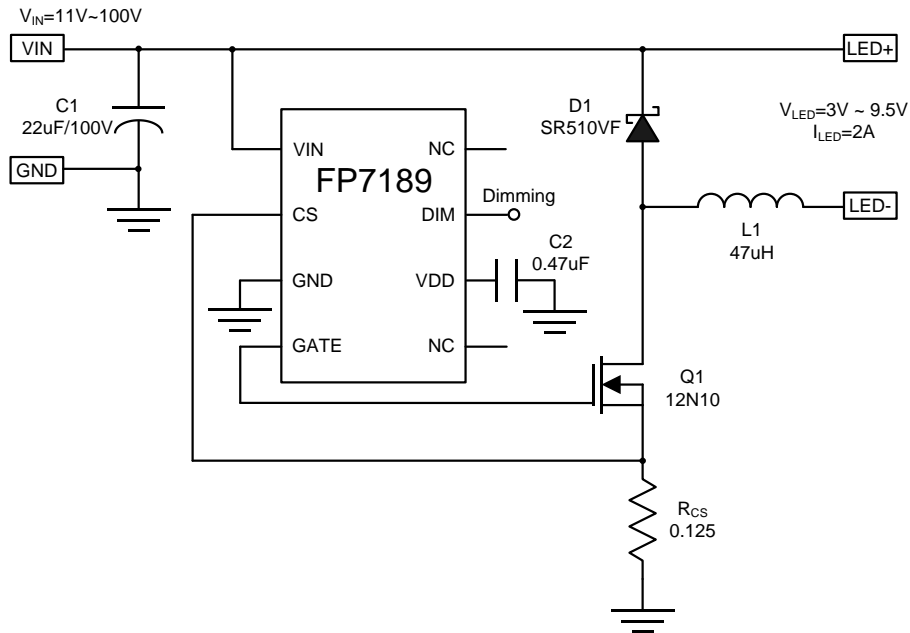 VIN=11V~100V
VIN
LED+
C1
22uF/100V
D1
SR510VF
VLED=3V ~ 9.5V
ILED=2A
VIN
NC
GND
FP7189
Dimming
CS
DIM
LED-
C2
0.47uF
L1
47uH
GND
VDD
GATE
NC
Q1
12N10
RCS
0.125